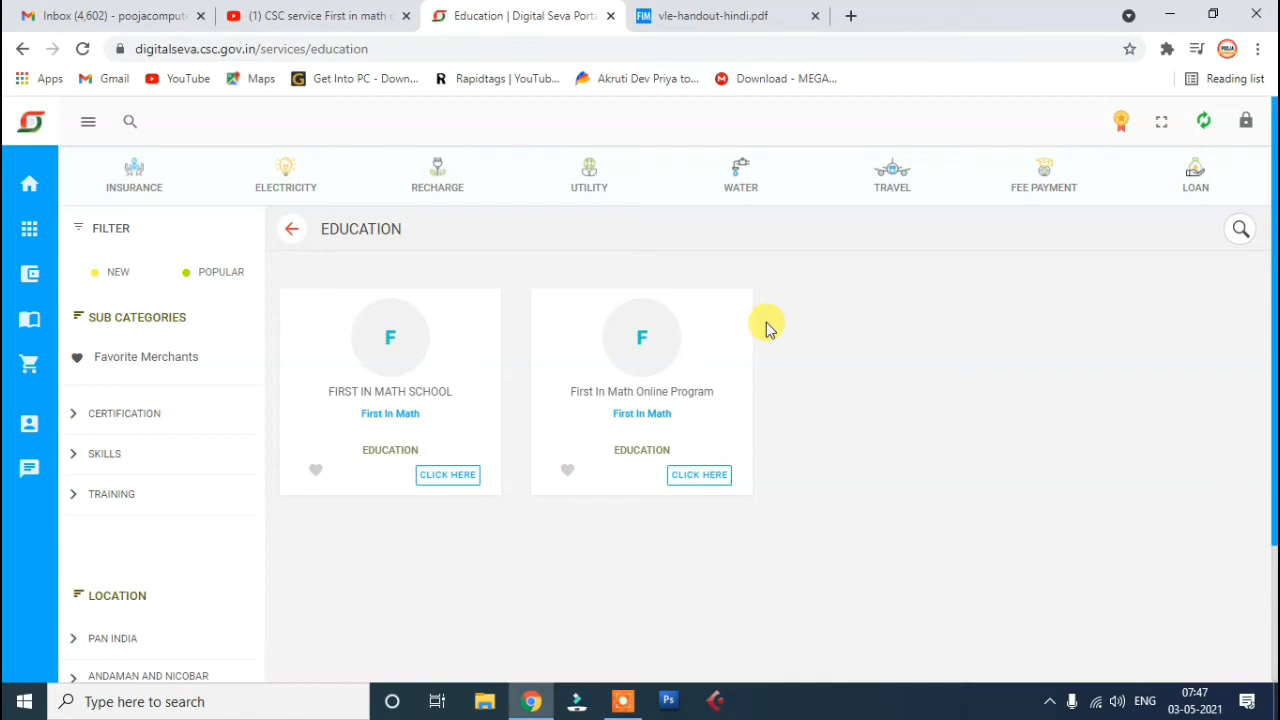 Inbox (4,602) - poojacomput
(1) CSC service First in math s
Education | Digital Seva Porta
FIM
vle-handout-hindi.pdf
digitalseva.csc.gov.in/services/education
Apps
Gmail
YouTube
Maps
Get Into PC - Down...
Rapidtags | YouTub...
Akruti Dev Priya to...
Download - MEGA...
Reading list
INSURANCE
ELECTRICITY
RECHARGE
UTILITY
WATER
TRAVEL
FEE PAYMENT
LOAN
FILTER
NEW
POPULAR
SUB CATEGORIES
Favorite Merchants
CERTIFICATION
SKILLS
TRAINING
LOCATION
PAN INDIA
ANDAMAN AND NICOBAR
EDUCATION
F
FIRST IN MATH SCHOOL
First In Math
EDUCATION
CLICK HERE
F
First In Math Online Program
First In Math
EDUCATION
CLICK HERE
Type here to search
Ps
ENG
07:47
03-05-2021